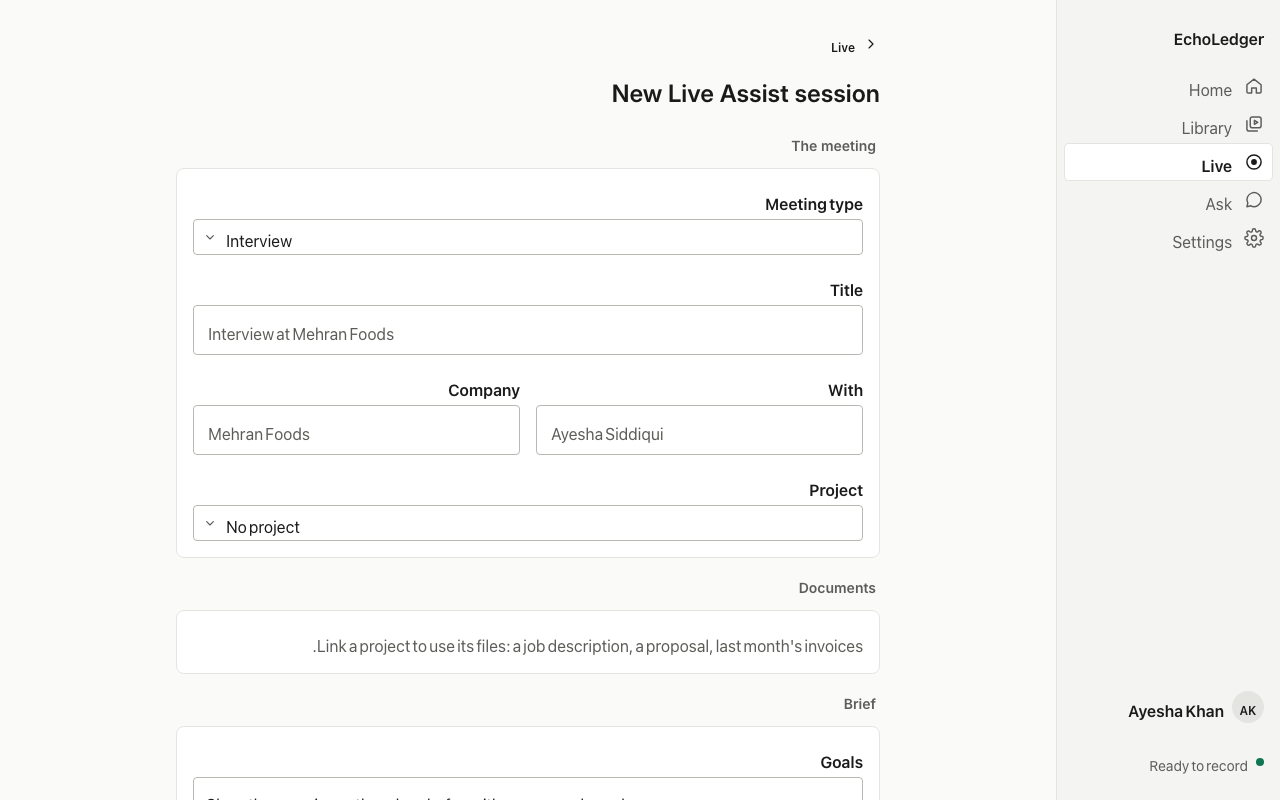 EchoLedger
Home
Library
Live
Ask
Settings
Ayesha Khan
AK
Ready to record
Live
New Live Assist session
The meeting
Meeting type
Interview
Title
Interview at Mehran Foods
With
Ayesha Siddiqui
Company
Mehran Foods
Project
No project
Documents
.Link a project to use its files: a job description, a proposal, last month's invoices
Brief
Goals